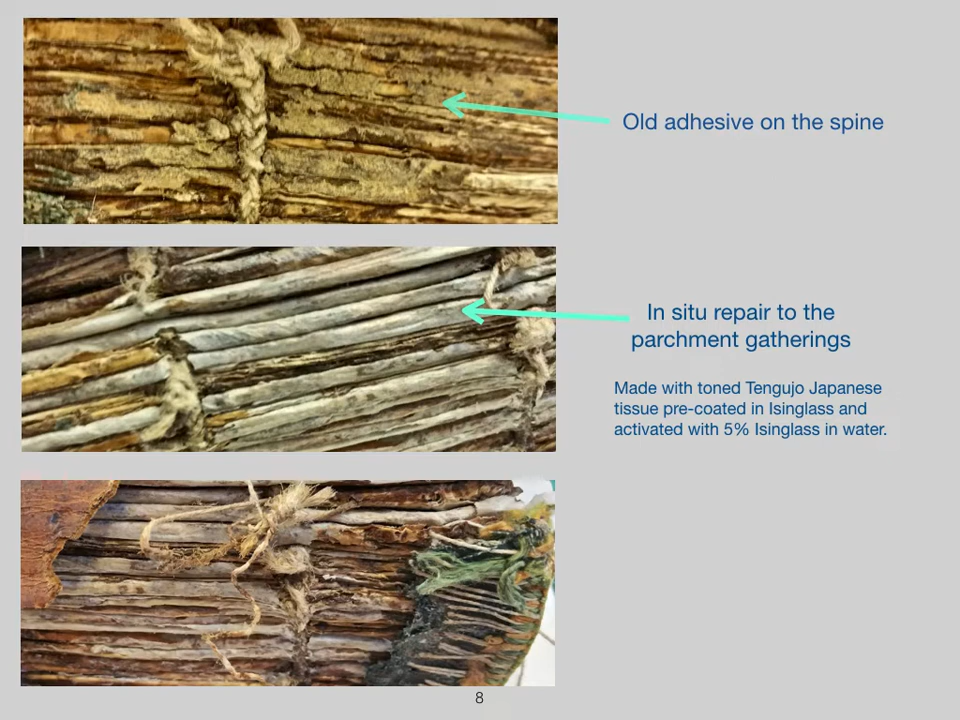 Old adhesive on the spine
In situ repair to the
parchment gatherings
Made with toned Tengujo Japanese
tissue pre-coated in Isinglass and
activated with 5% Isinglass in water.
8